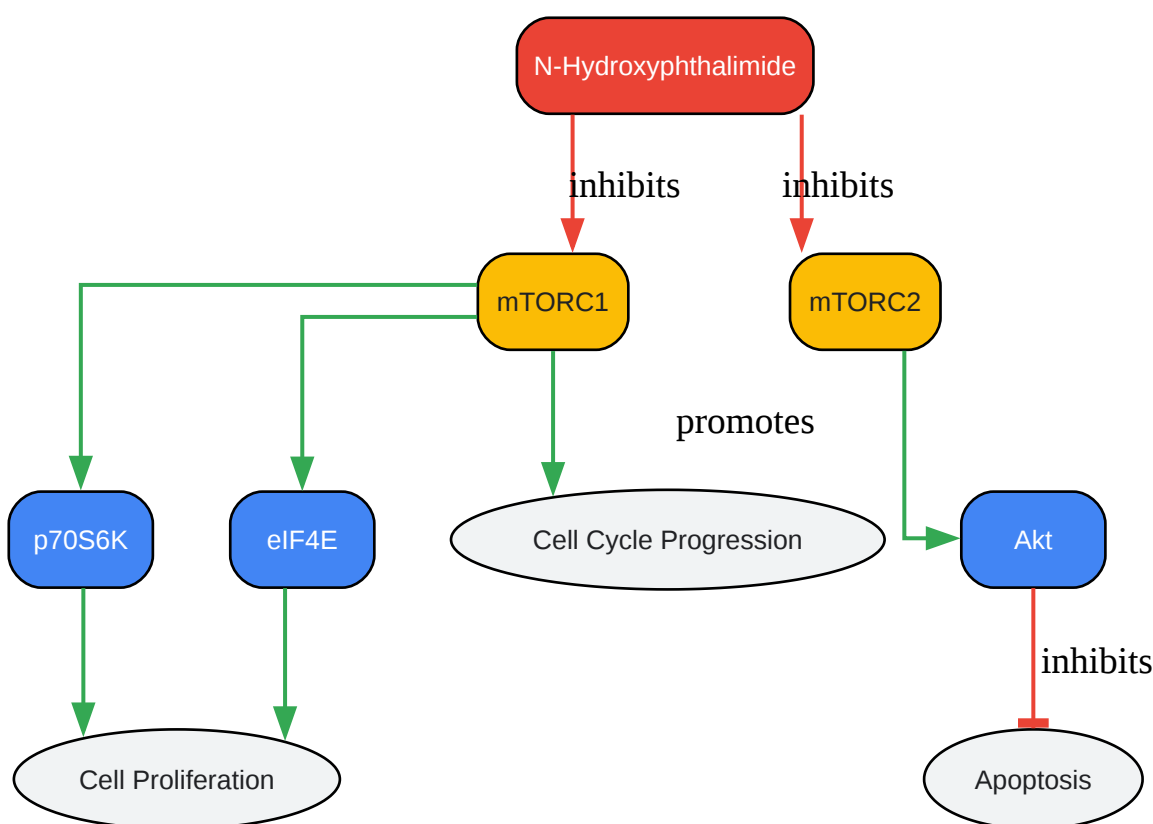 N-Hydroxyphthalimide
inhibits
inhibits
mTORC1
mTORC2
promotes
p70S6K
eIF4E
Cell Cycle Progression
Akt
inhibits
Cell Proliferation
Apoptosis